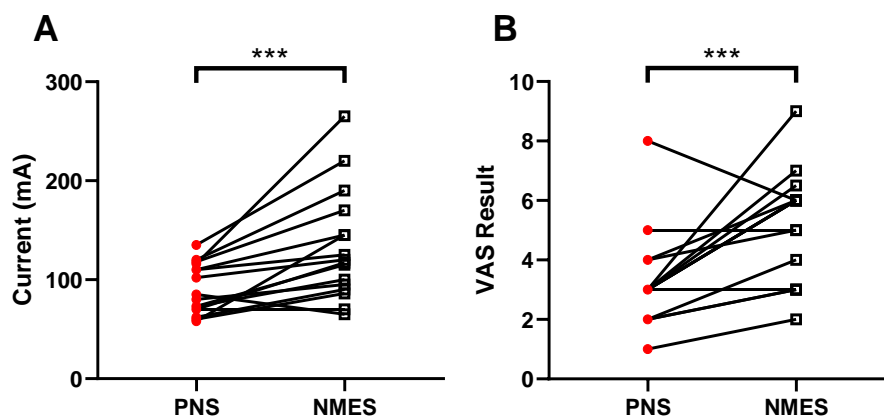 A
***
300
200
100
0
Current (mA)
PNS NMES
B
***
10
8
6
4
2
0
VAS Result
PNS NMES